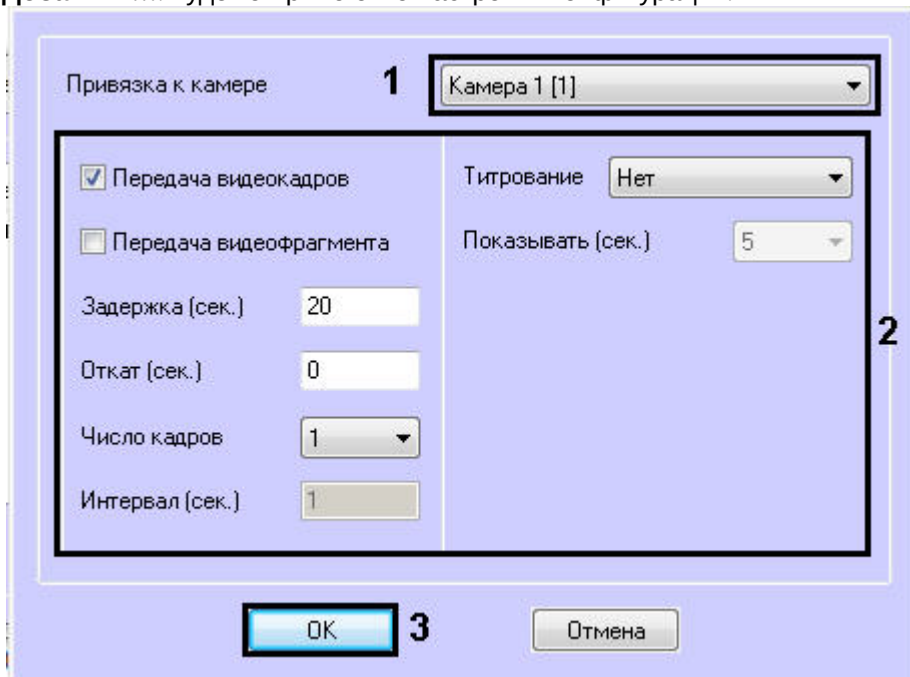 Привязка к камере 1 Камера 1 [1]
Передача видеокадров
Передача видеофрагмента
Задержка (сек.) 20
Откат (сек.) 0
Число кадров 1
Интервал (сек.) 1
Титрование Нет
Показывать (сек.) 5
2
ОК 3 Отмена